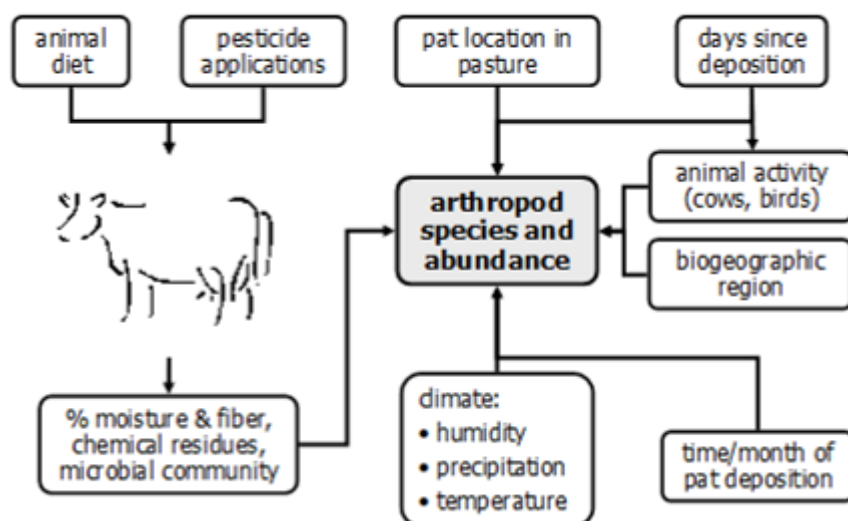 animal
diet
pesticide
applications
pat location in
pasture
days since
deposition
arthropod
species and
abundance
animal activity
(cows, birds)
biogeographic
region
% moisture & fiber,
chemical residues,
microbial community
climate:
• humidity
• precipitation
• temperature
time/month of
pat deposition